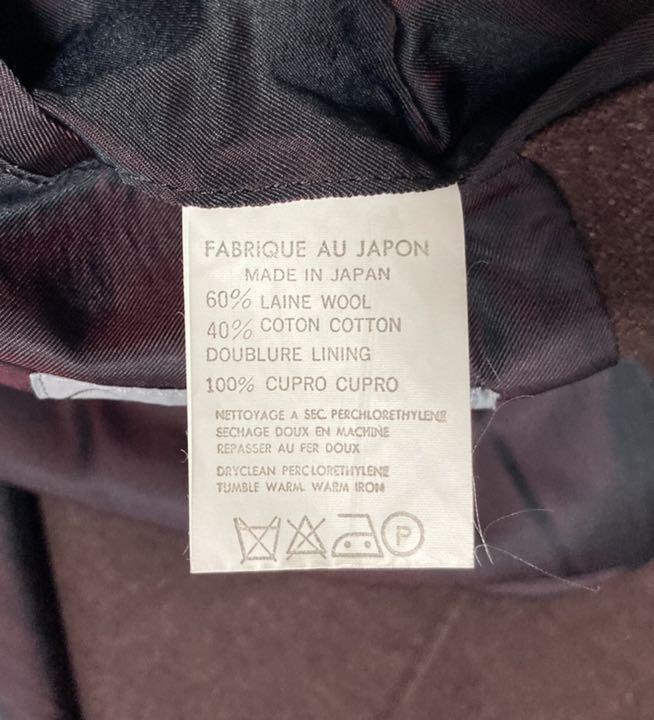 FABRIQUE AU JAPON
MADE IN JAPAN
60% LAINE WOOL
40% COTON COTTON
DOUBLURE LINING
100% CUPRO CUPRO
NETTOYAGE A SEC. PERCHLORETHYLENE
SECHAGE DOUX EN MACHINE
REPASSER AU FER DOUX
DRYCLEAN PERCLORETHYLENE
TUMBLE WARM. WARM IRON
P